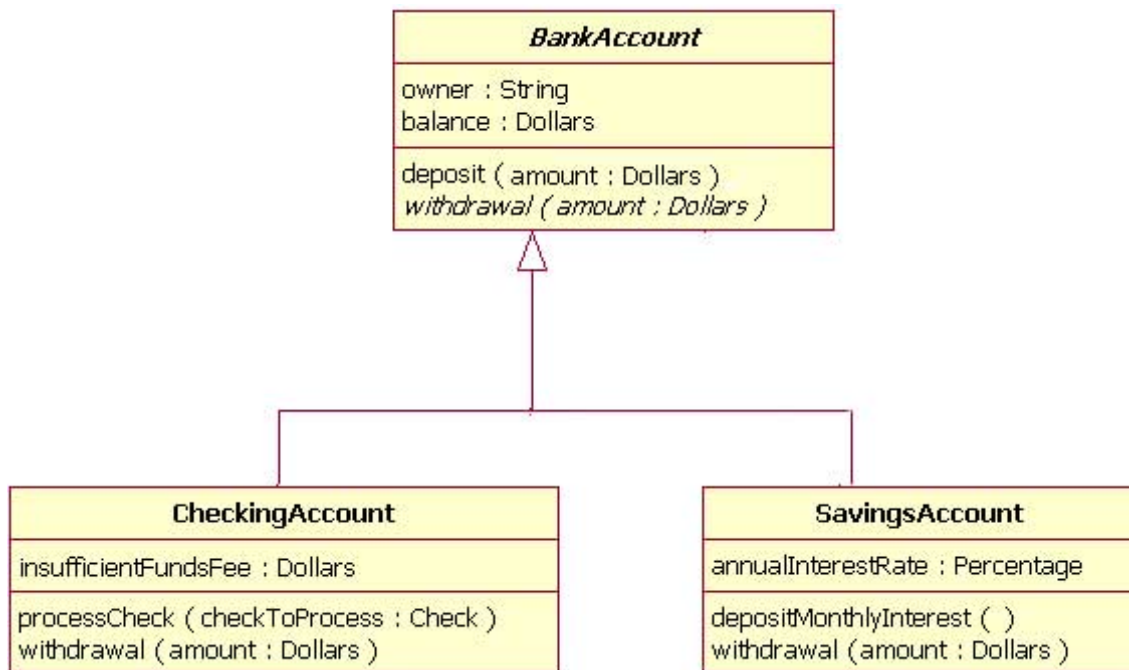 BankAccount
owner : String
balance : Dollars
deposit ( amount : Dollars )
withdrawal ( amount : Dollars )
CheckingAccount
insufficientFundsFee : Dollars
processCheck ( checkToProcess : Check )
withdrawal ( amount : Dollars )
SavingsAccount
annualInterestRate : Percentage
depositMonthlyInterest ( )
withdrawal ( amount : Dollars )